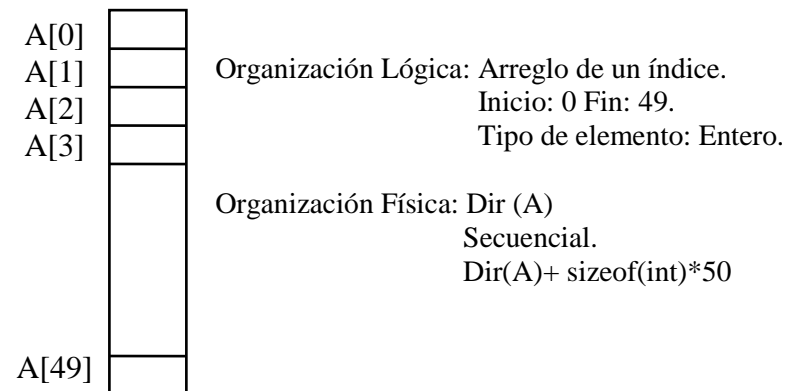 A[0]
A[1]
A[2]
A[3]
A[49]
Organización Lógica: Arreglo de un índice.
Inicio: 0 Fin: 49.
Tipo de elemento: Entero.
Organización Física: Dir (A)
Secuencial.
Dir(A)+ sizeof(int)*50